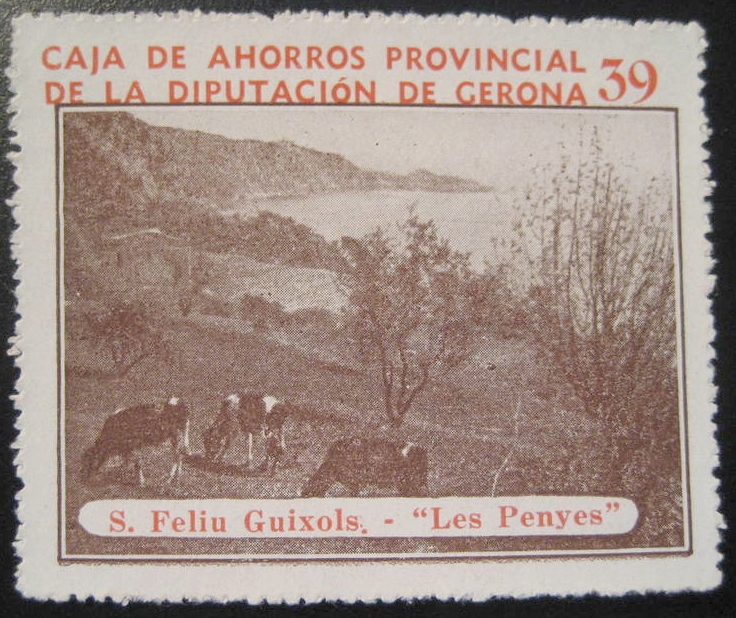 CAJA DE AHORROS PROVINCIAL
DE LA DIPUTACIÓN DE GERONA 39
S. Feliu Guixols. - "Les Penyes"